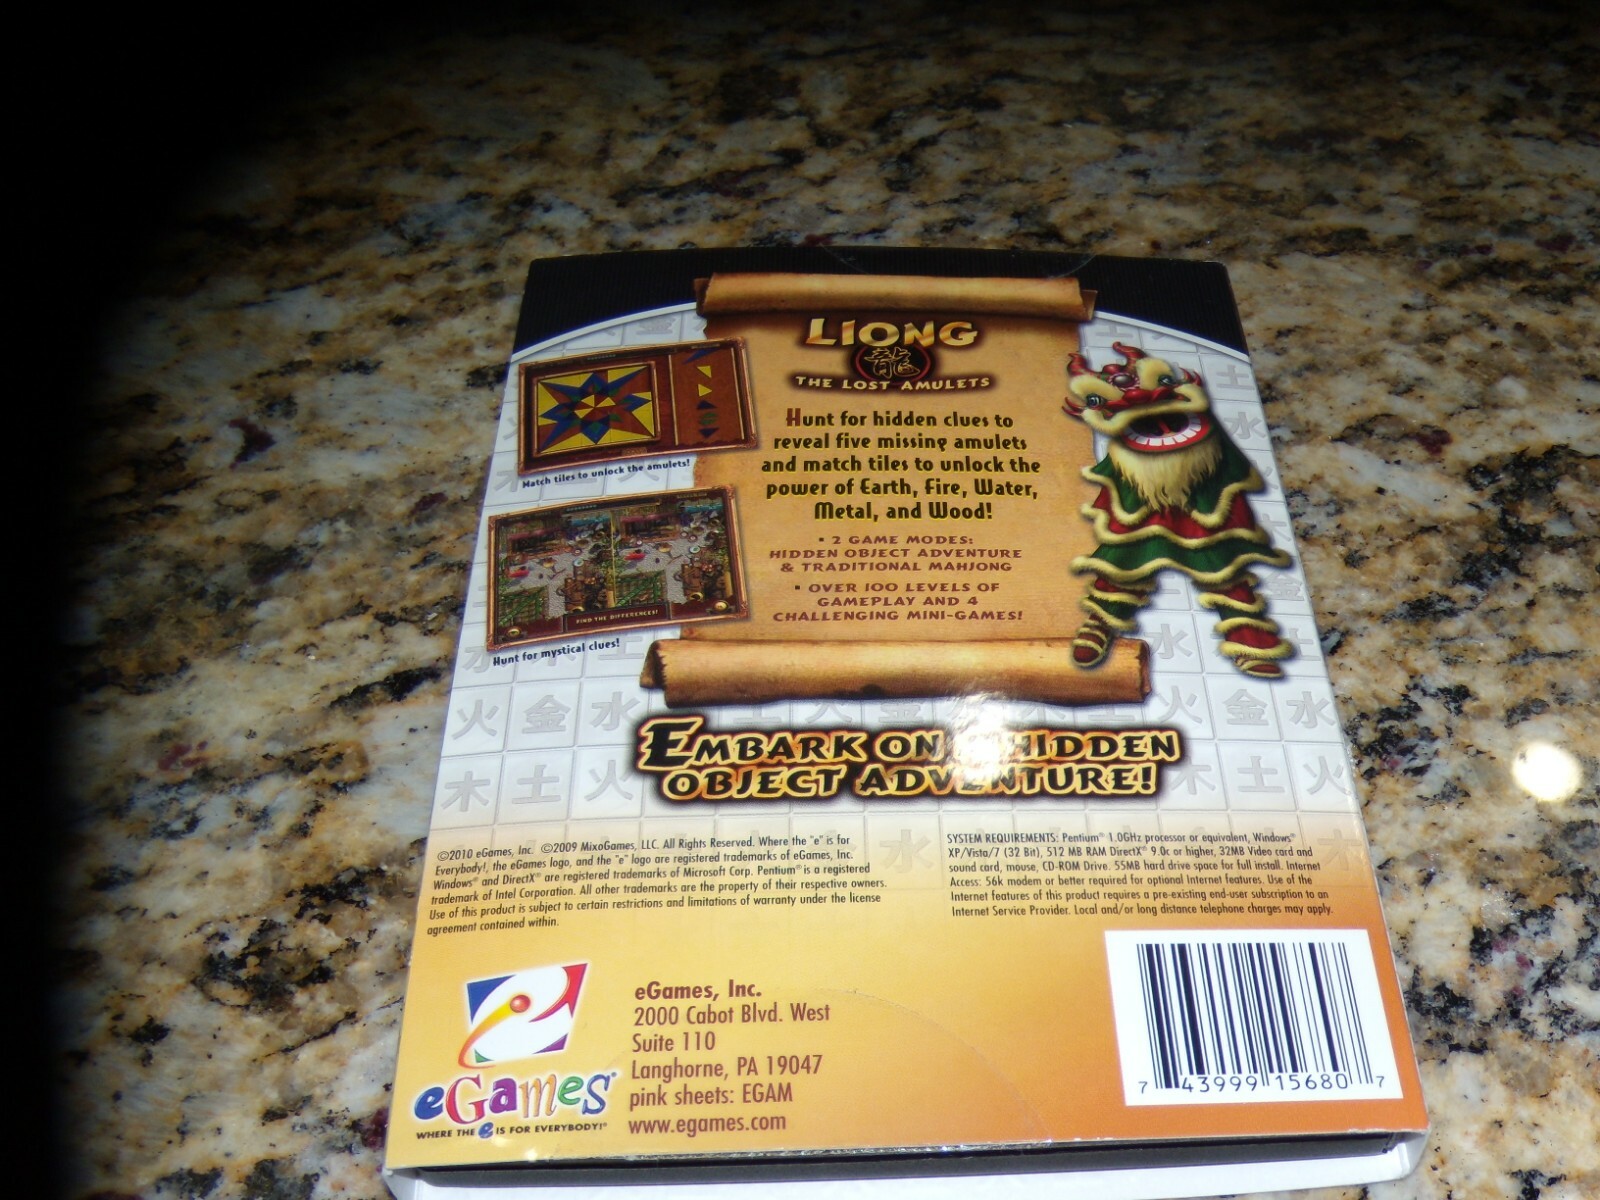 LIONG
龍
THE LOST AMULETS
Hunt for hidden clues to
reveal five missing amulets
and match tiles to unlock the
power of Earth, Fire, Water,
Metal, and Wood!
• 2 GAME MODES:
HIDDEN OBJECT ADVENTURE
& TRADITIONAL MAHJONG
• OVER 100 LEVELS OF
GAMEPLAY AND 4
CHALLENGING MINI-GAMES!
Match tiles to unlock the amulets!
FIND THE DIFFERENCES!
Hunt for mystical clues!
火 金 水
木 土 火
EMBARK ON HIDDEN
OBJECT ADVENTURE!
©2010 eGames, Inc. ©2009 MixoGames, LLC. All Rights Reserved. Where the "e" is for
Everybody!, the eGames logo, and the "e" logo are registered trademarks of eGames, Inc.
Windows® and DirectX® are registered trademarks of Microsoft Corp. Pentium® is a registered
trademark of Intel Corporation. All other trademarks are the property of their respective owners.
Use of this product is subject to certain restrictions and limitations of warranty under the license
agreement contained within.
SYSTEM REQUIREMENTS: Pentium® 1.0GHz processor or equivalent, Windows®
XP/Vista/7 (32 Bit), 512 MB RAM DirectX® 9.0c or higher, 32MB Video card and
sound card, mouse, CD-ROM Drive. 55MB hard drive space for full install. Internet
Access: 56k modem or better required for optional Internet features. Use of the
Internet features of this product requires a pre-existing end-user subscription to an
Internet Service Provider. Local and/or long distance telephone charges may apply.
eGames®
WHERE THE e IS FOR EVERYBODY!®
eGames, Inc.
2000 Cabot Blvd. West
Suite 110
Langhorne, PA 19047
pink sheets: EGAM
www.egames.com
7 43999 15680 7